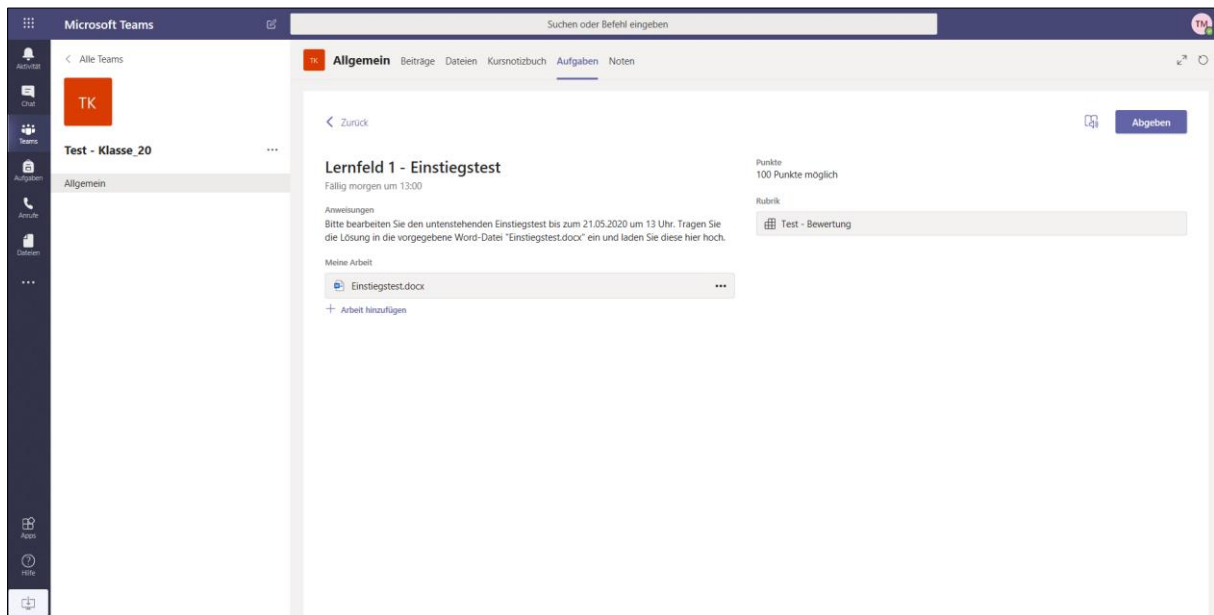 Microsoft Teams
Suchen oder Befehl eingeben
TM
Aktivität
Chat
Teams
Aufgaben
Anrufe
Dateien
Apps
Hilfe
Alle Teams
TK
Test - Klasse_20
Allgemein
TK
Allgemein Beiträge Dateien Kursnotizbuch Aufgaben Noten
Zurück
Abgeben
Lernfeld 1 - Einstiegstest
Fällig morgen um 13:00
Anweisungen
Bitte bearbeiten Sie den untenstehenden Einstiegstest bis zum 21.05.2020 um 13 Uhr. Tragen Sie
die Lösung in die vorgegebene Word-Datei "Einstiegstest.docx" ein und laden Sie diese hier hoch.
Meine Arbeit
Einstiegstest.docx
Arbeit hinzufügen
Punkte
100 Punkte möglich
Rubrik
Test - Bewertung